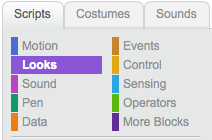 Scripts Costumes Sounds
Motion Events
Looks Control
Sound Sensing
Pen Operators
Data More Blocks